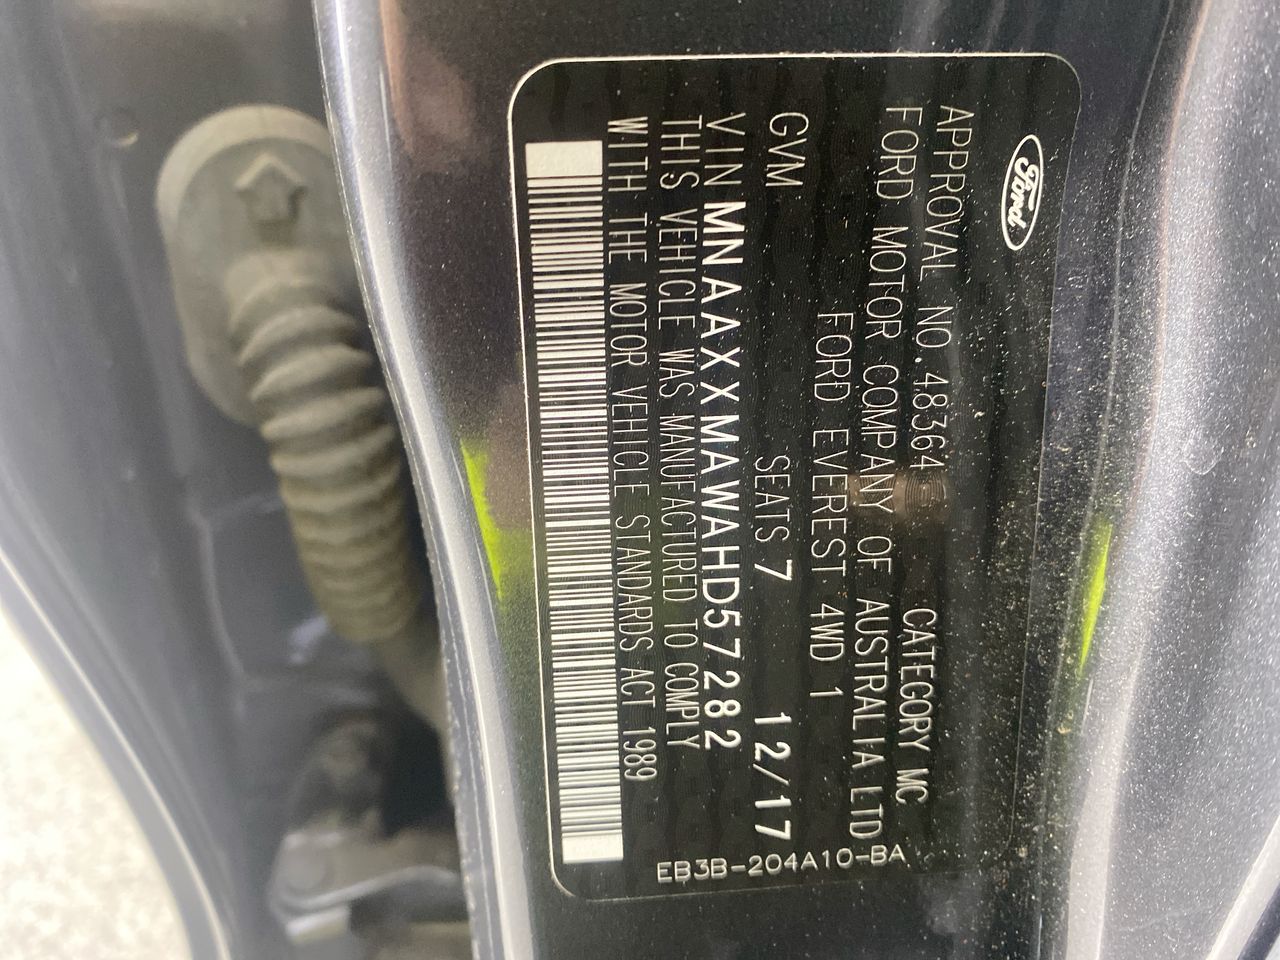 Ford
APPROVAL NO.48364 CATEGORY MC
FORD MOTOR COMPANY OF AUSTRALIA LTD
FORD EVEREST 4WD 1
GVM SEATS 7 12/17
VIN MNAAXXMAWAHD57282
THIS VEHICLE WAS MANUFACTURED TO COMPLY
WITH THE MOTOR VEHICLE STANDARDS ACT 1989
EB3B-204A10-BA